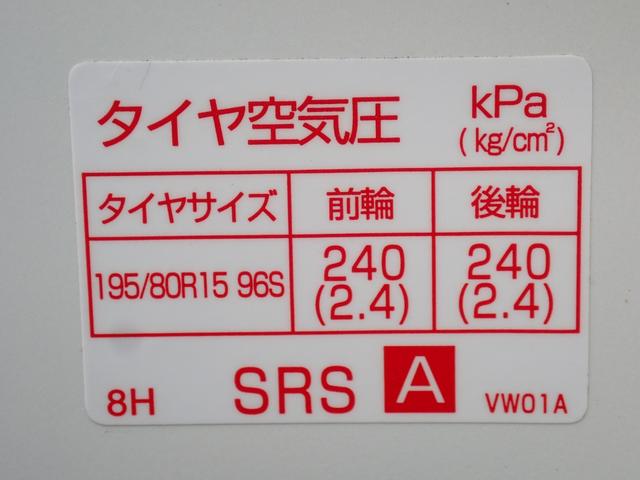 タイヤ空気圧 kPa
(kg/cm²)
タイヤサイズ 前輪 後輪
195/80R15 96S 240 240
(2.4) (2.4)
8H SRS A VW01A